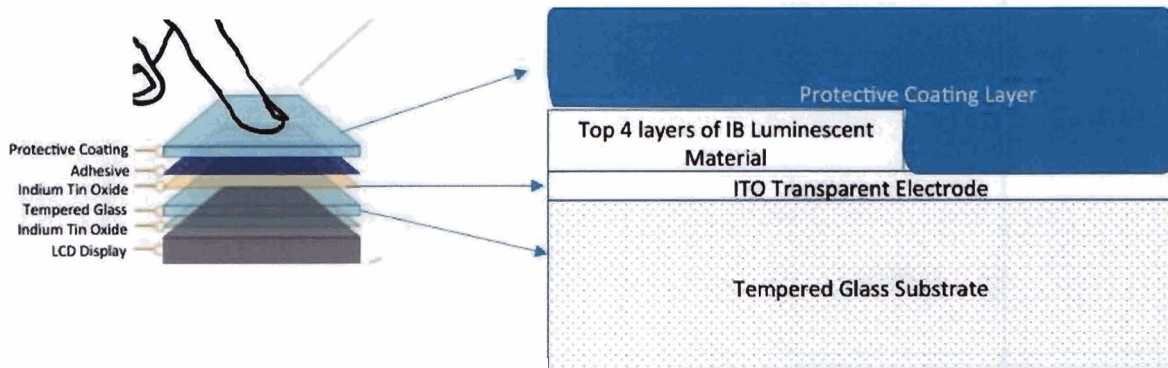 Protective Coating
Adhesive
Indium Tin Oxide
Tempered Glass
Indium Tin Oxide
LCD Display
Protective Coating Layer
Top 4 layers of IB Luminescent
Material
ITO Transparent Electrode
Tempered Glass Substrate